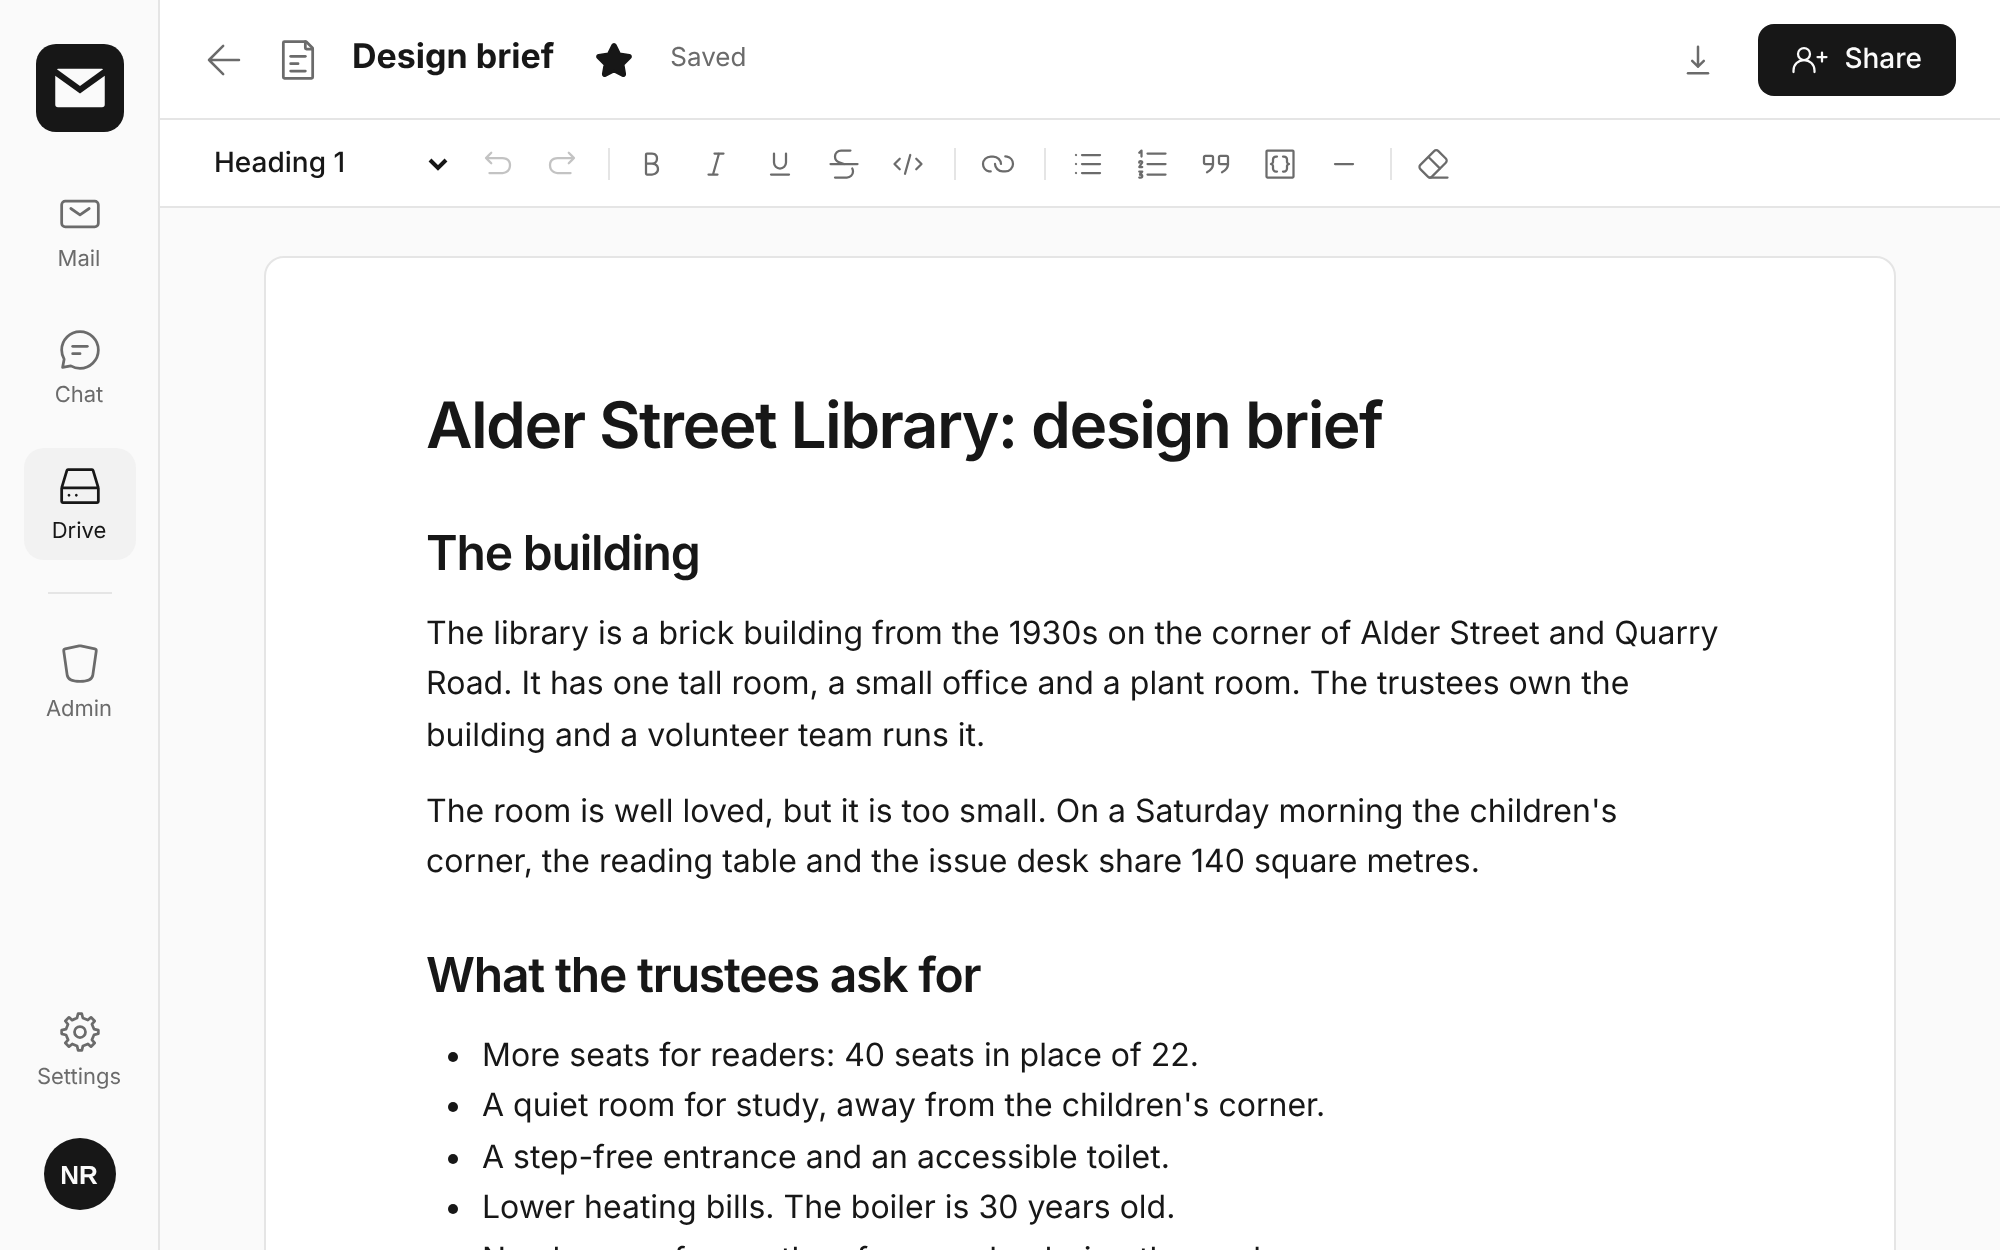 Design brief
Saved
Share
Heading 1
Mail
Chat
Drive
Admin
Settings
NR
Alder Street Library: design brief
The building
The library is a brick building from the 1930s on the corner of Alder Street and Quarry
Road. It has one tall room, a small office and a plant room. The trustees own the
building and a volunteer team runs it.
The room is well loved, but it is too small. On a Saturday morning the children's
corner, the reading table and the issue desk share 140 square metres.
What the trustees ask for
• More seats for readers: 40 seats in place of 22.
• A quiet room for study, away from the children's corner.
• A step-free entrance and an accessible toilet.
• Lower heating bills. The boiler is 30 years old.